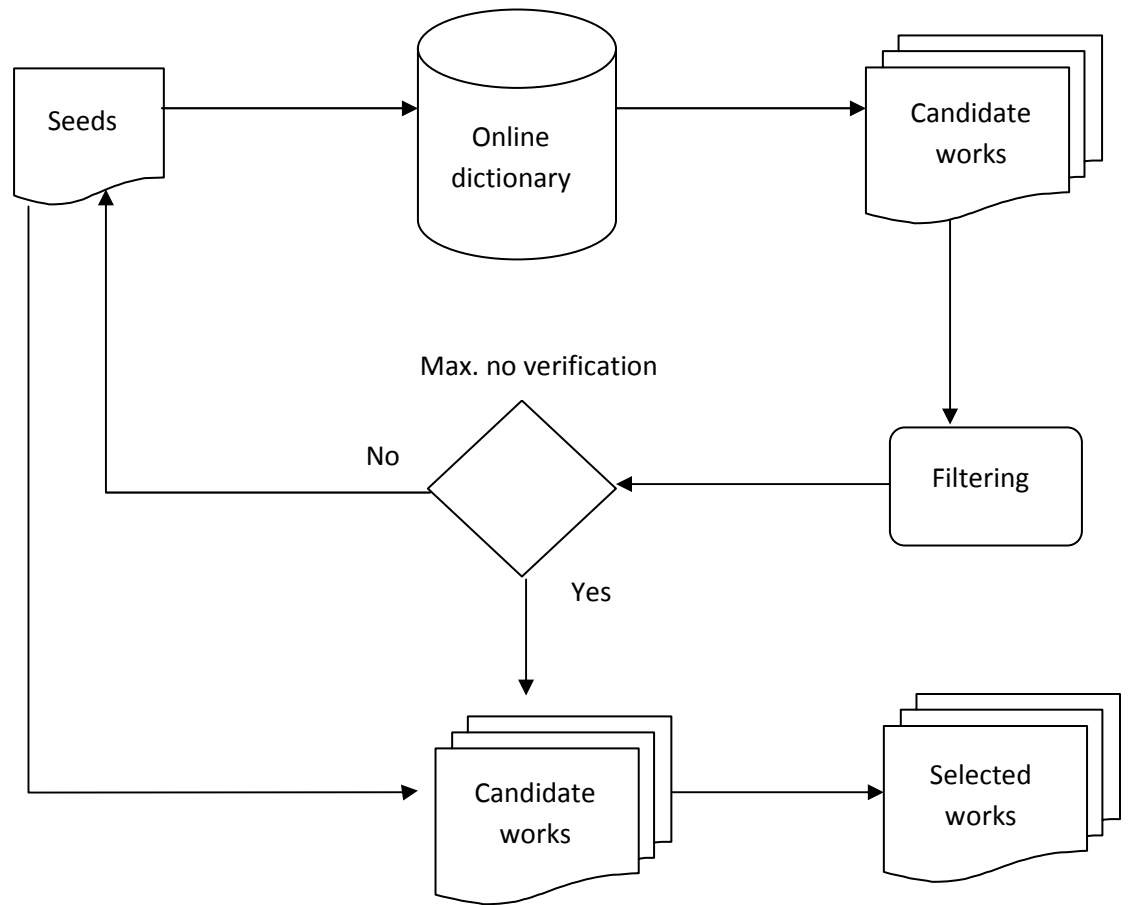 Seeds
Online
dictionary
Candidate
works
Max. no verification
No
Filtering
Yes
Candidate
works
Selected
works